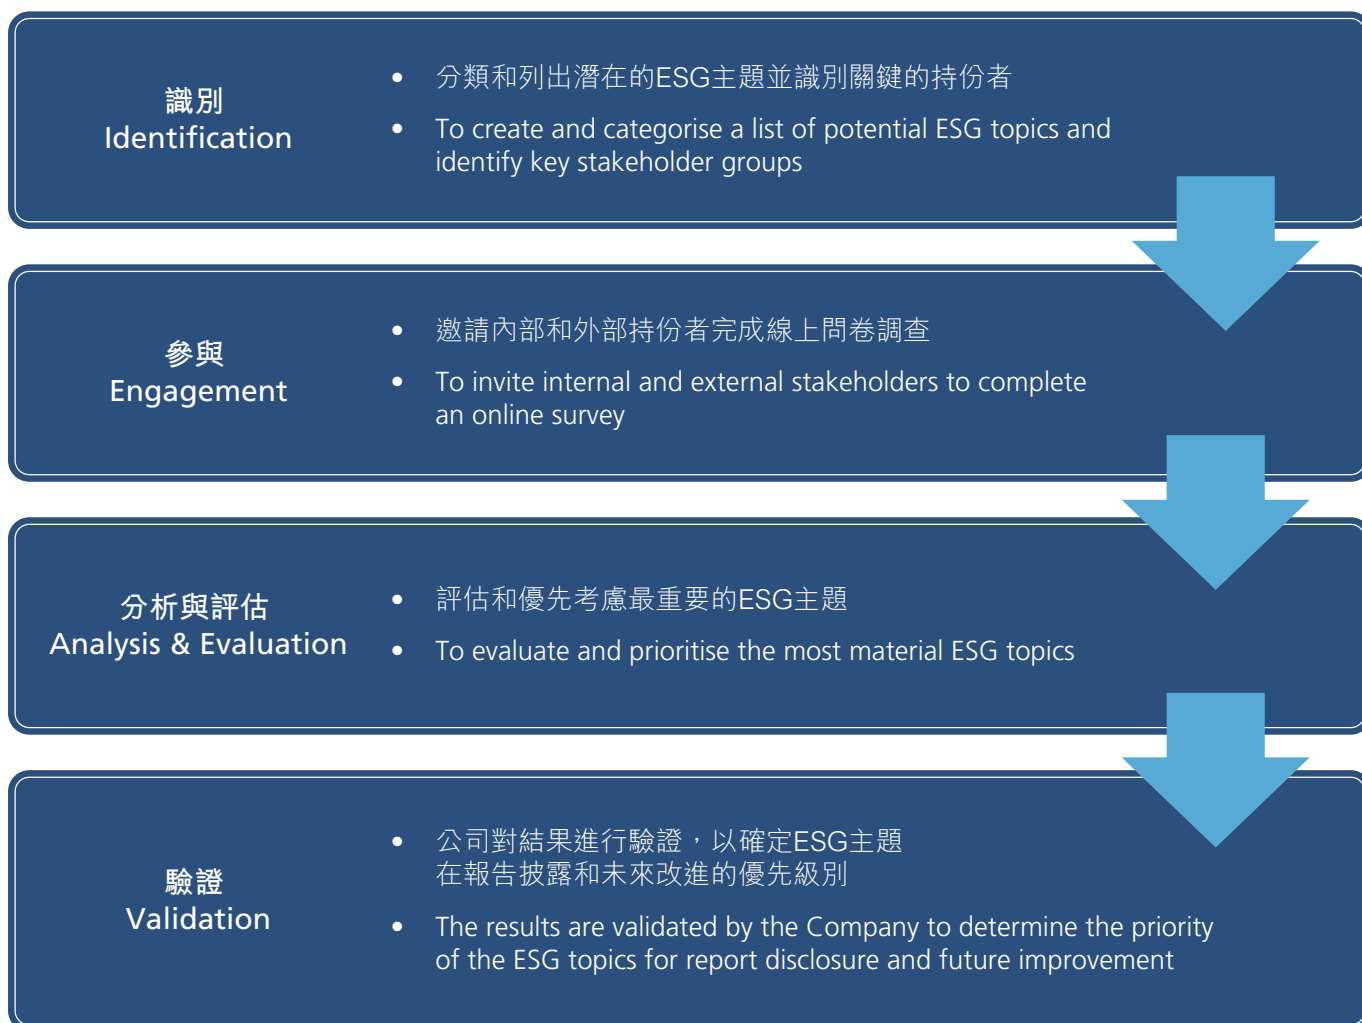 識別
Identification
• 分類和列出潛在的ESG主題並識別關鍵的持份者
• To create and categorise a list of potential ESG topics and
identify key stakeholder groups
參與
Engagement
• 邀請內部和外部持份者完成線上問卷調查
• To invite internal and external stakeholders to complete
an online survey
分析與評估
Analysis & Evaluation
• 評估和優先考慮最重要的ESG主題
• To evaluate and prioritise the most material ESG topics
驗證
Validation
• 公司對結果進行驗證，以確定ESG主題
在報告披露和未來改進的優先級別
• The results are validated by the Company to determine the priority
of the ESG topics for report disclosure and future improvement